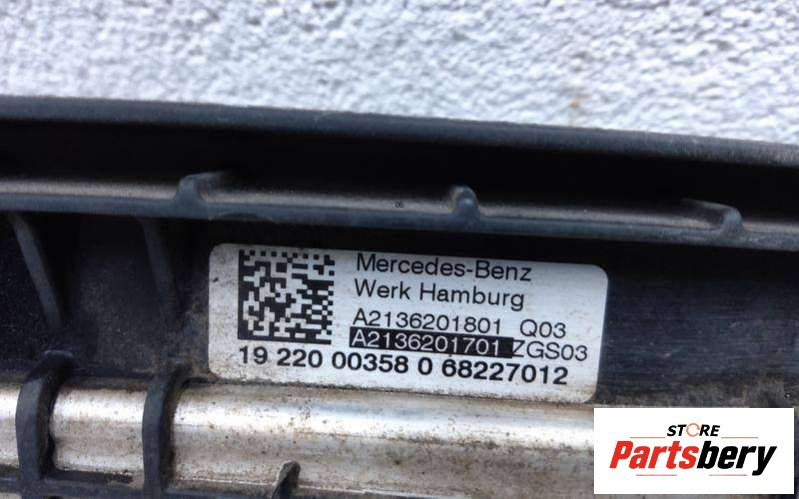 Mercedes-Benz
Werk Hamburg
A2136201801 Q03
A2136201701 ZGS03
19 220 00358 0 68227012
STORE
Partsbery